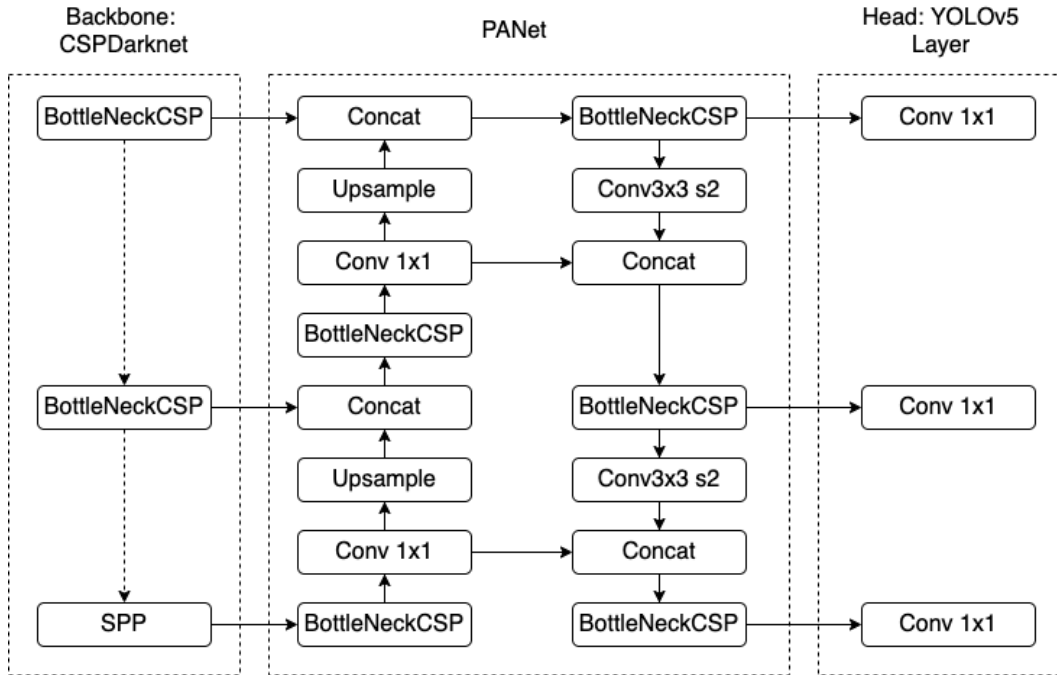 Backbone:
CSPDarknet
PANet
Head: YOLOv5
Layer
BottleNeckCSP
Concat
BottleNeckCSP
Conv 1x1
Upsample
Conv3x3 s2
Conv 1x1
Concat
BottleNeckCSP
BottleNeckCSP
Concat
BottleNeckCSP
Conv 1x1
Upsample
Conv3x3 s2
Conv 1x1
Concat
SPP
BottleNeckCSP
BottleNeckCSP
Conv 1x1